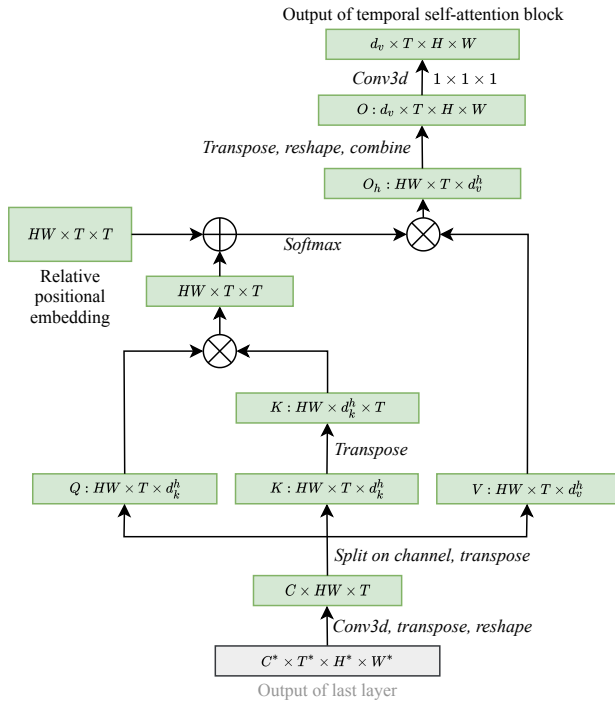 Output of temporal self-attention block
d_v × T × H × W
Conv3d 1 × 1 × 1
O : d_v × T × H × W
Transpose, reshape, combine
O_h : HW × T × d_v^h
HW × T × T
Softmax
Relative
positional
embedding
HW × T × T
K : HW × d_k^h × T
Transpose
Q : HW × T × d_k^h
K : HW × T × d_k^h
V : HW × T × d_v^h
Split on channel, transpose
C × HW × T
Conv3d, transpose, reshape
C* × T* × H* × W*
Output of last layer